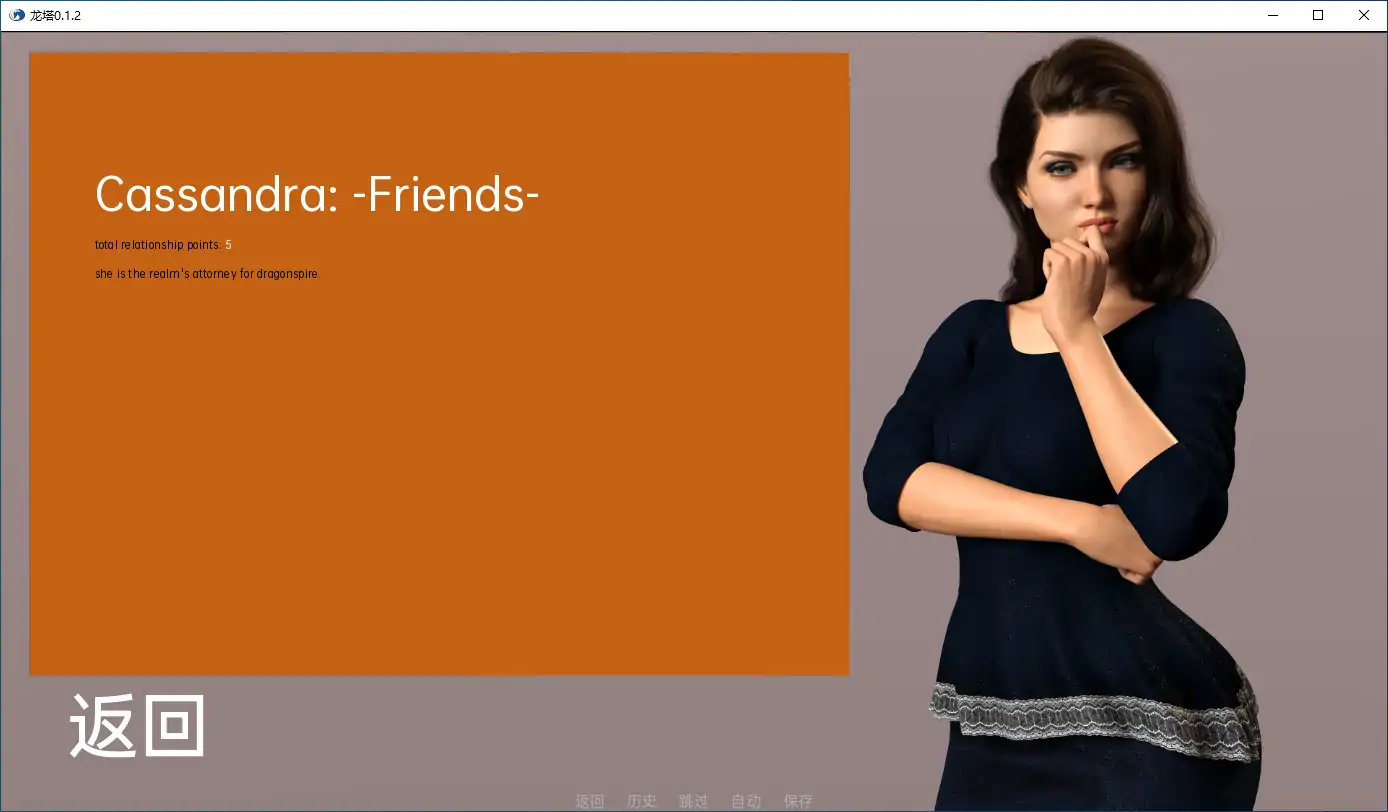 龙塔0.1.2
Cassandra: -Friends-
total relationship points: 5
she is the realm's attorney for dragonspire.
返回
返回 历史 跳过 自动 保存